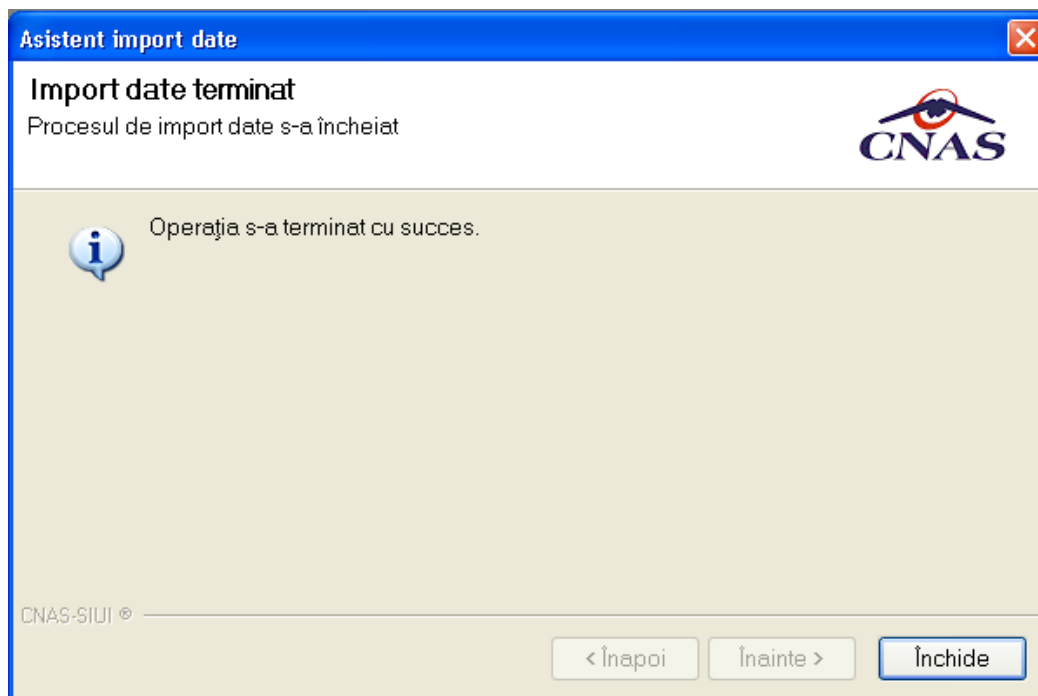 Asistent import date
Import date terminat
Procesul de import date s-a încheiat
CNAS
Operaţia s-a terminat cu succes.
CNAS-SIUI ®
< Înapoi
Înainte >
Închide